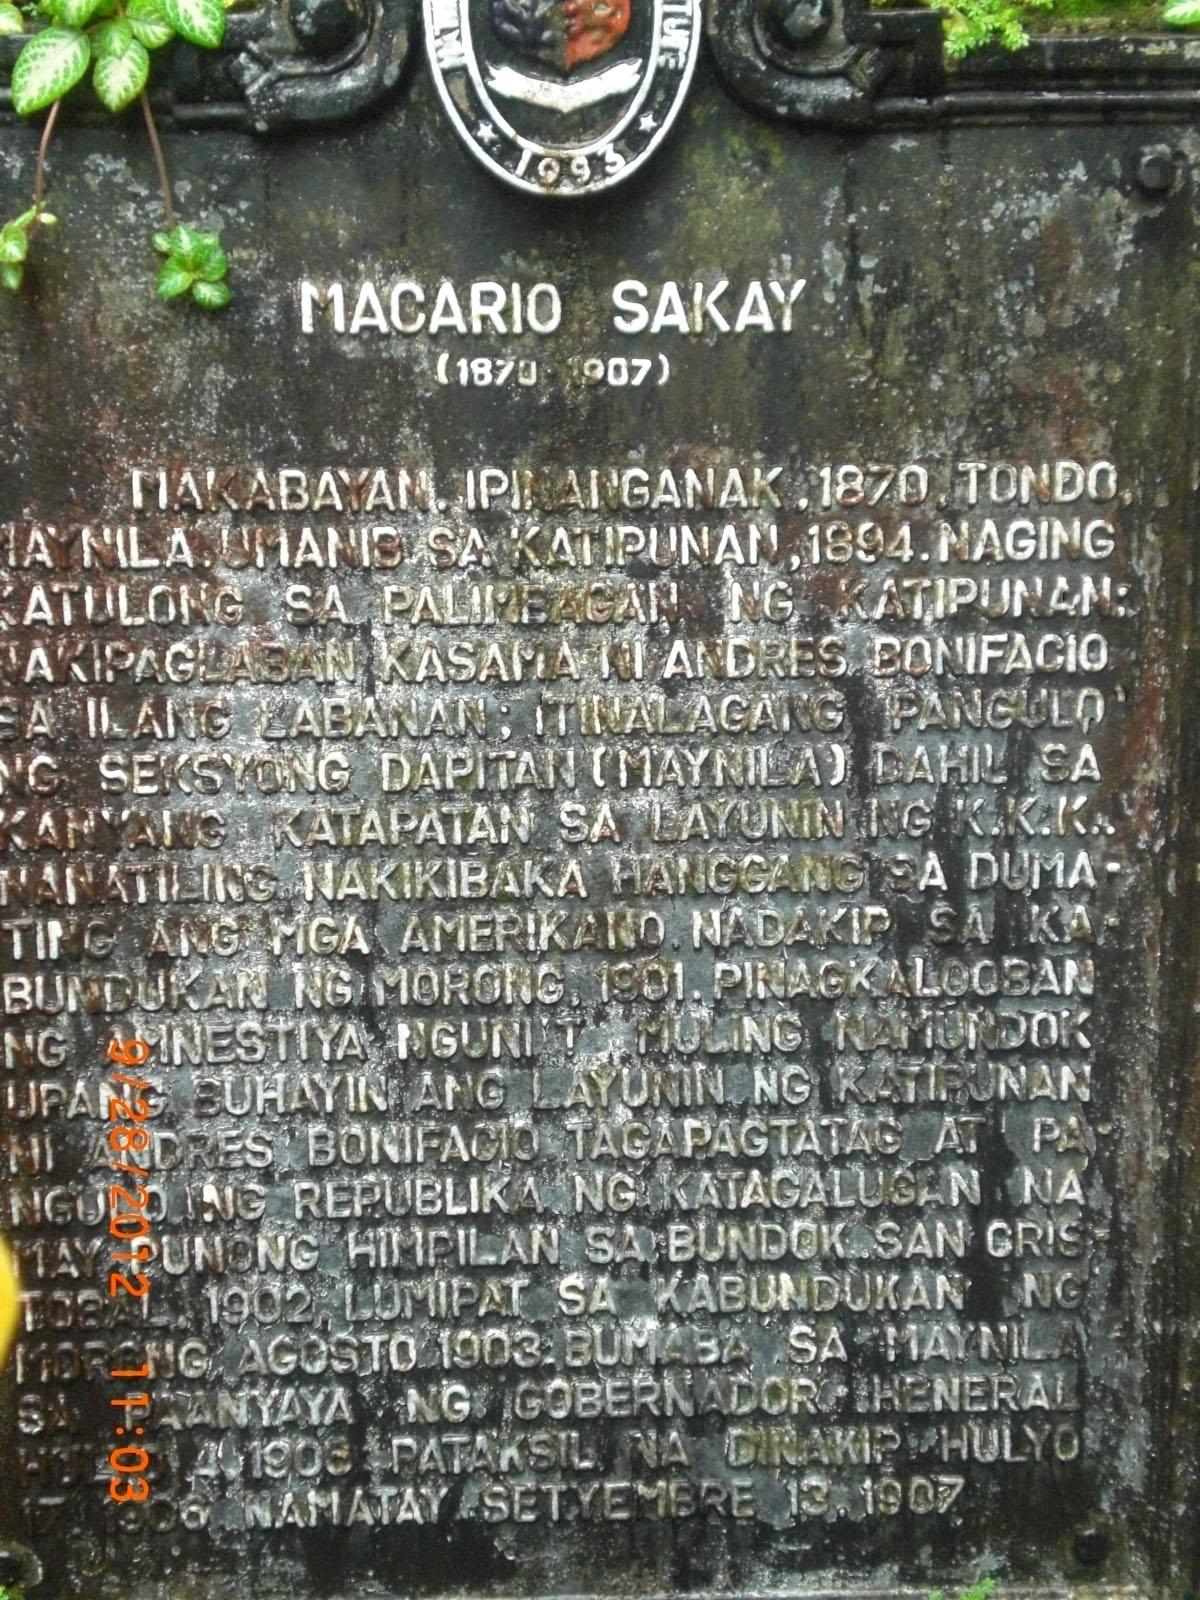 1993
MACARIO SAKAY
(1870 1907)
MAKABAYAN. IPINANGANAK, 1870, TONDO,
MAYNILA. UMANIB SA KATIPUNAN, 1894. NAGING
KATULONG SA PALIMBAGAN NG KATIPUNAN:
NAKIPAGLABAN KASAMA NI ANDRES BONIFACIO
SA ILANG LABANAN; ITINALAGANG PANGULO
NG SEKSYONG DAPITAN (MAYNILA) DAHIL SA
KANYANG KATAPATAN SA LAYUNIN NG K.K.K.
NANATILING NAKIKIBAKA HANGGANG SA DUMA-
TING ANG MGA AMERIKANO. NADAKIP SA KA-
BUNDUKAN NG MORONG, 1901. PINAGKALOOBAN
NG AMNESTIYA NGUNI'T MULING NAMUNDOK
UPANG BUHAYIN ANG LAYUNIN NG KATIPUNAN
NI ANDRES BONIFACIO. TAGAPAGTATAG AT PA-
NGULO NG REPUBLIKA NG KATAGALUGAN NA
MAY PUNONG HIMPILAN SA BUNDOK SAN CRIS-
TOBAL, 1902; LUMIPAT SA KABUNDUKAN NG
MORONG AGOSTO 1903. BUMABA SA MAYNILA
SA PAANYAYA NG GOBERNADOR HENERAL
4, 1906 PATAKSIL NA DINAKIP HULYO
17, 1906 NAMATAY SETYEMBRE 13, 1907
9/28/2012 11:03